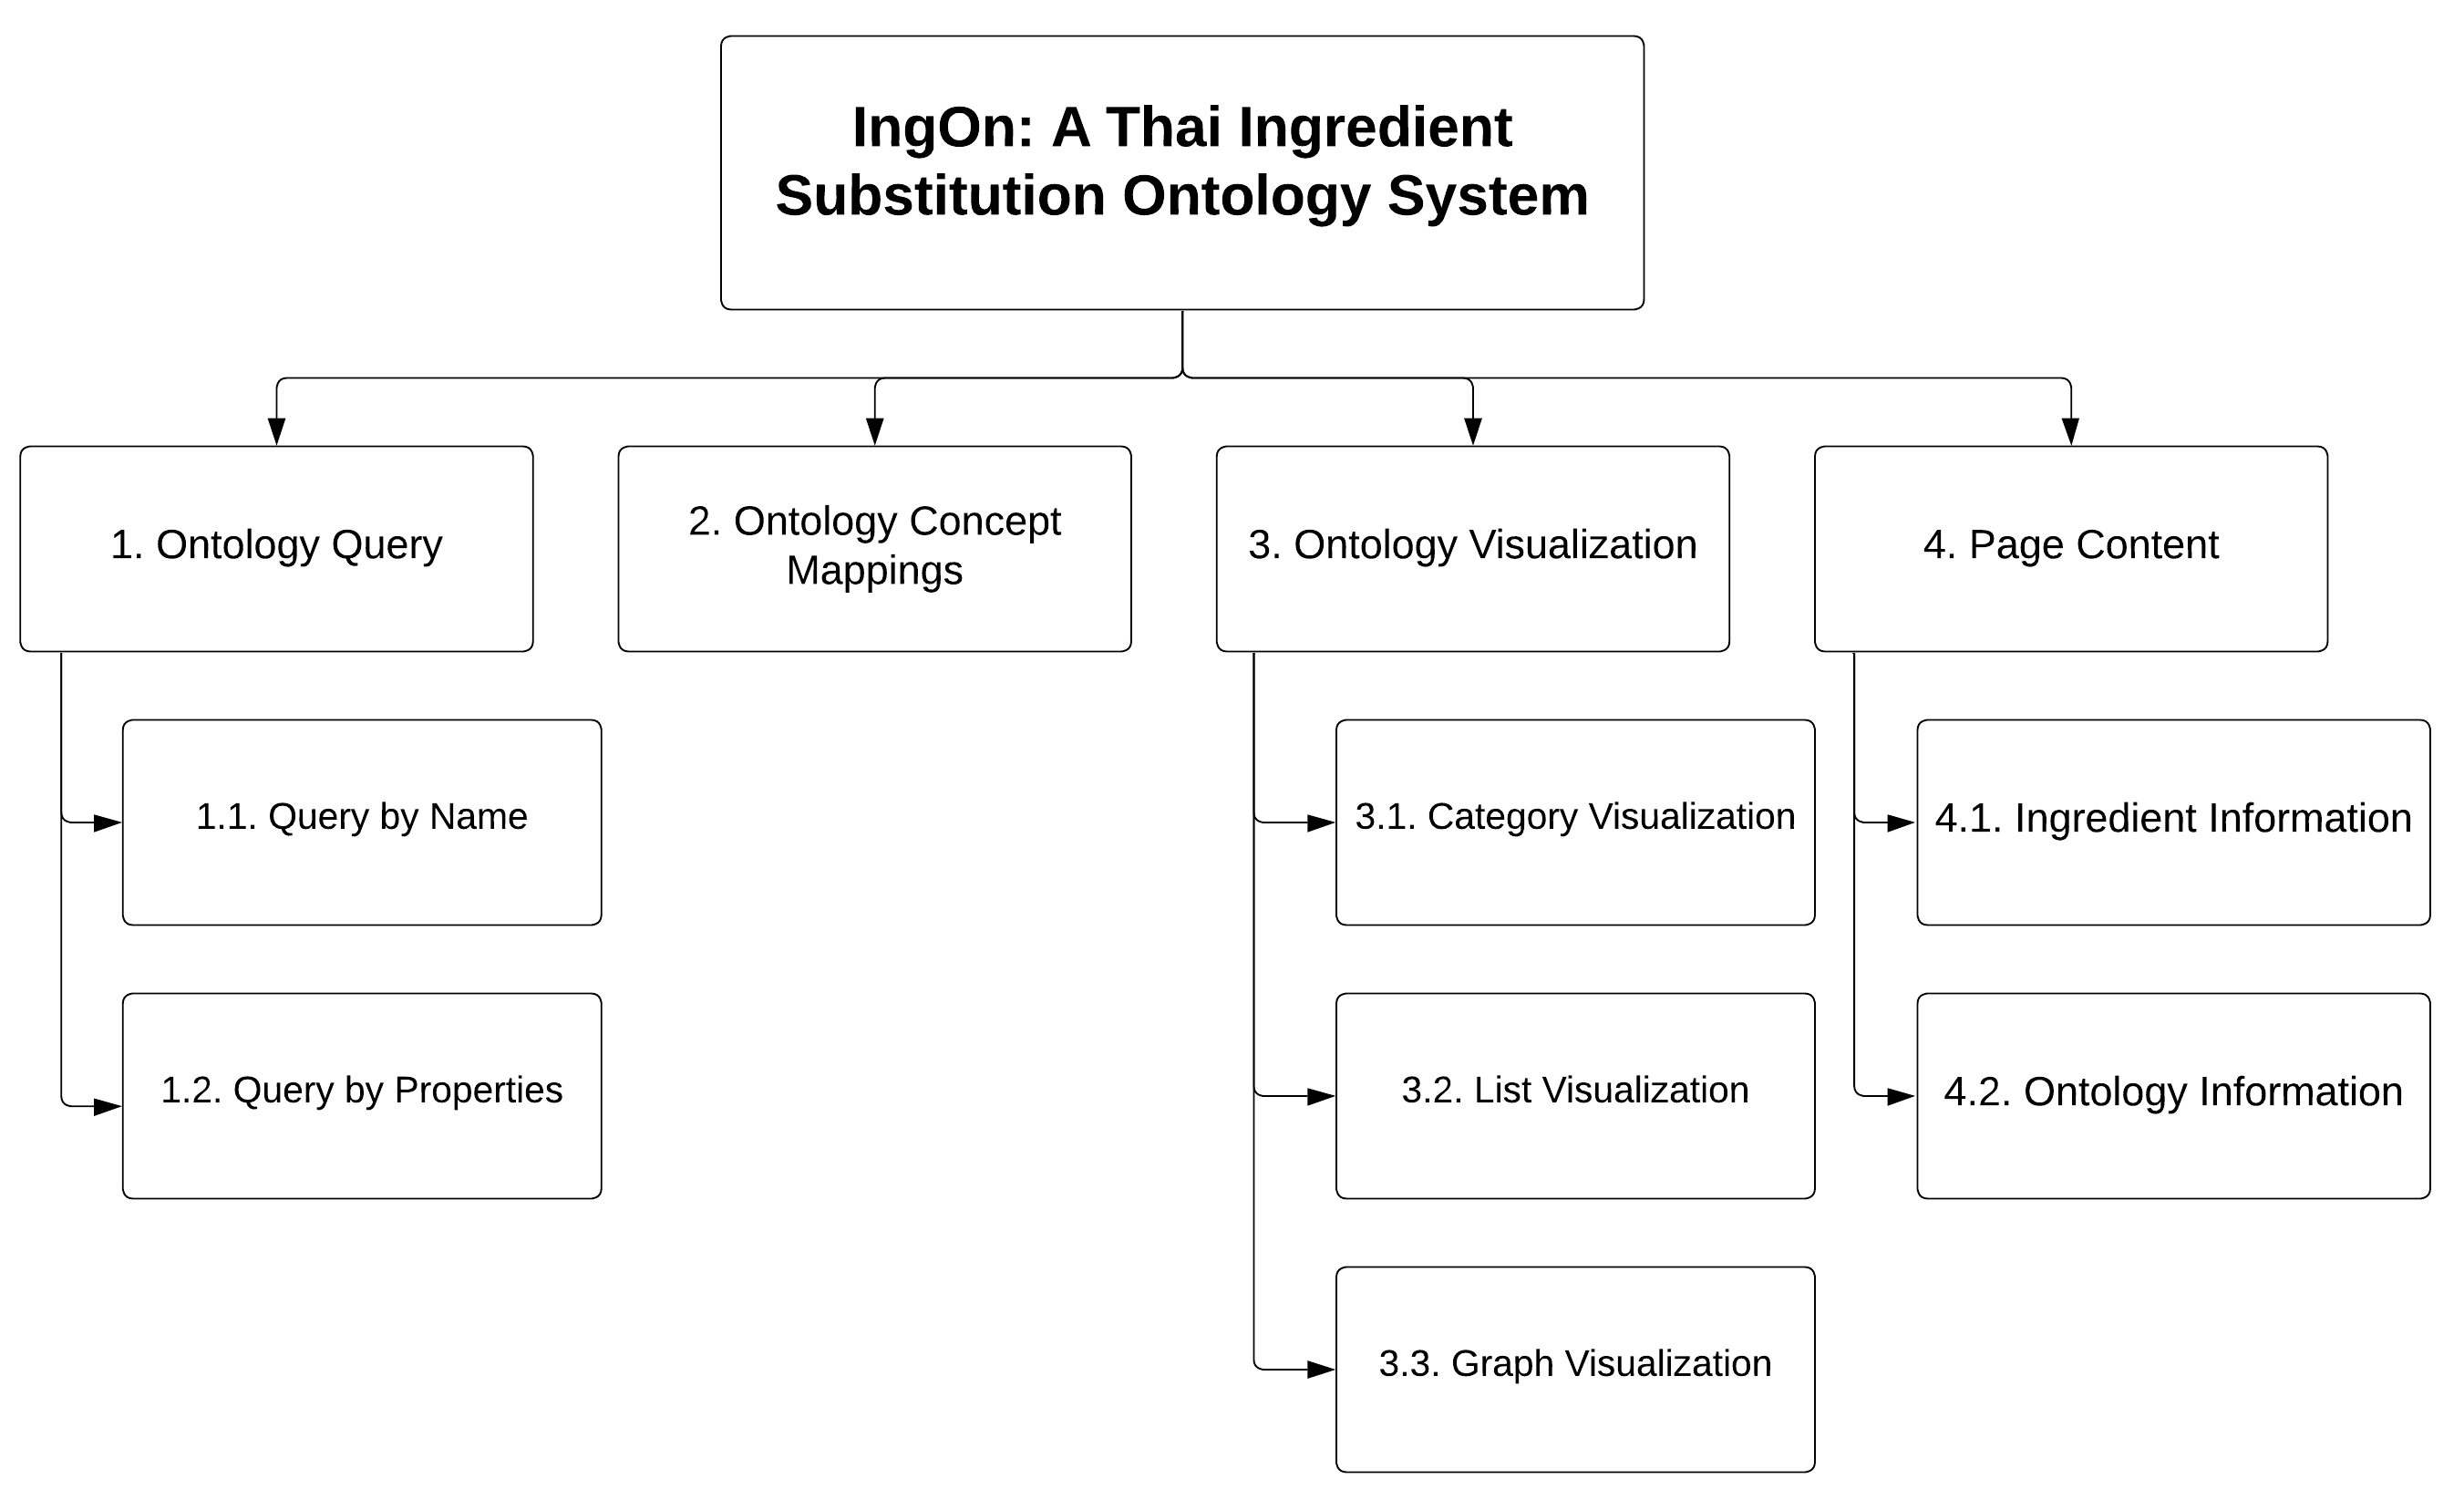 IngOn: A Thai Ingredient
Substitution Ontology System
1. Ontology Query
2. Ontology Concept
Mappings
3. Ontology Visualization
4. Page Content
1.1. Query by Name
3.1. Category Visualization
4.1. Ingredient Information
1.2. Query by Properties
3.2. List Visualization
4.2. Ontology Information
3.3. Graph Visualization